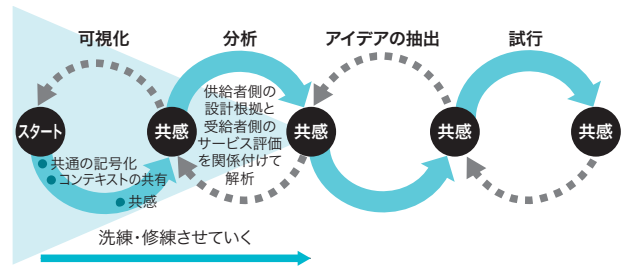 可視化
分析
アイデアの抽出
試行
スタート
共感
供給者側の
設計根拠と
受給者側の
サービス評価
を関係付けて
解析
共感
共感
共感
● 共通の記号化
● コンテキストの共有
● 共感
洗練・修練させていく